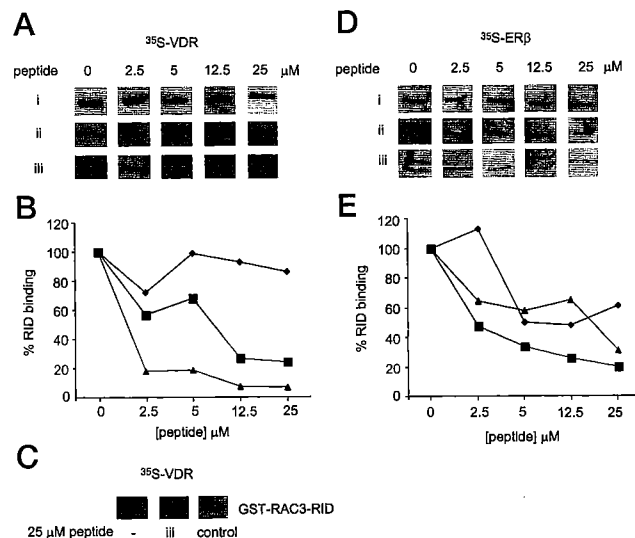 A
³⁵S-VDR
peptide 0 2.5 5 12.5 25 µM
i
ii
iii
B
120
100
80
60
40
20
0
% RID binding
0 2.5 5 12.5 25
[peptide] µM
C
³⁵S-VDR
GST-RAC3-RID
25 µM peptide - iii control
D
³⁵S-ERβ
peptide 0 2.5 5 12.5 25 µM
i
ii
iii
E
120
100
80
60
40
20
0
% RID binding
0 2.5 5 12.5 25
[peptide] µM